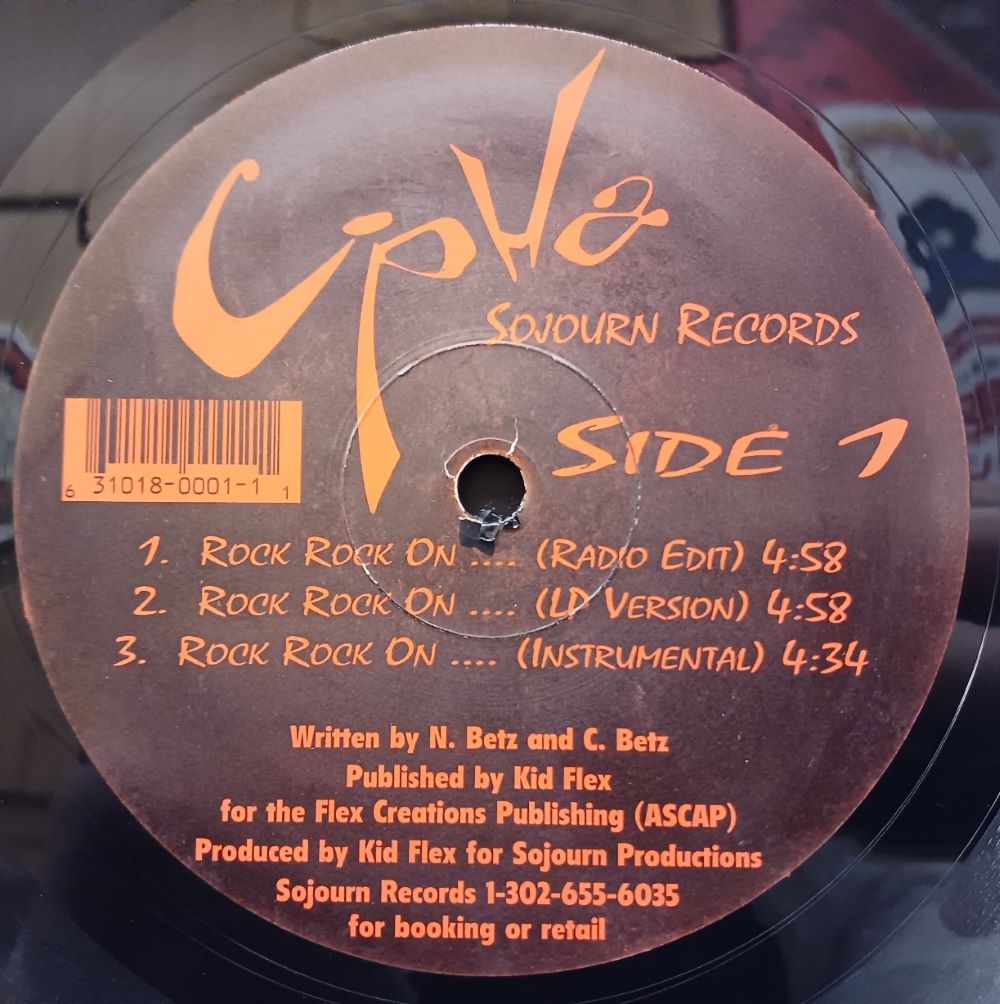 CipHa
Sojourn Records
Side 1
6 31018-0001-1 1
1. Rock Rock On .... (Radio Edit) 4:58
2. Rock Rock On .... (LP Version) 4:58
3. Rock Rock On .... (Instrumental) 4:34
Written by N. Betz and C. Betz
Published by Kid Flex
for the Flex Creations Publishing (ASCAP)
Produced by Kid Flex for Sojourn Productions
Sojourn Records 1-302-655-6035
for booking or retail